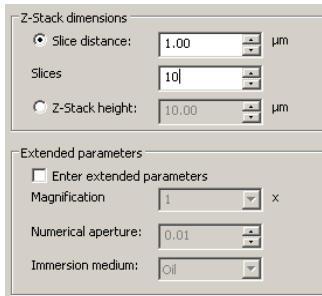 Z-Stack dimensions
Slice distance: 1.00 µm
Slices 10
Z-Stack height: 10.00 µm
Extended parameters
Enter extended parameters
Magnification 1 x
Numerical aperture: 0.01
Immersion medium: Oil